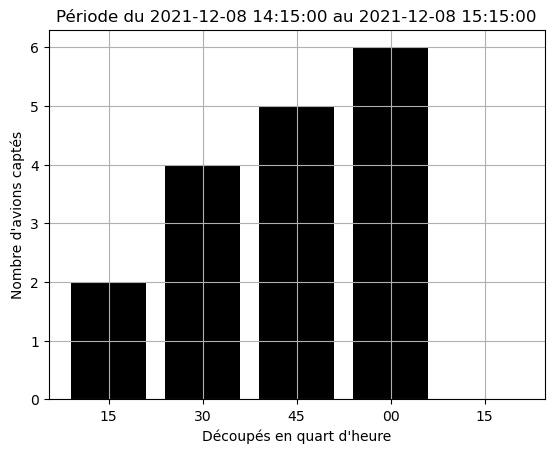 Période du 2021-12-08 14:15:00 au 2021-12-08 15:15:00
6
5
4
3
2
1
0
Nombre d'avions captés
15 30 45 00 15
Découpés en quart d'heure